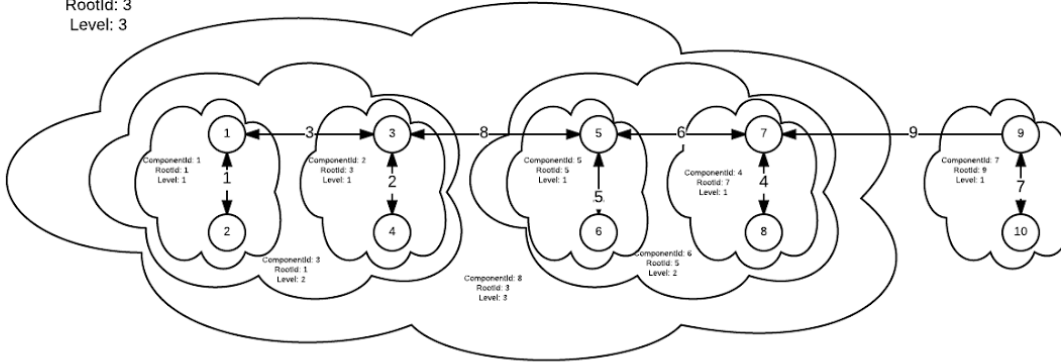 RootId: 3
Level: 3
1
3
3
8
5
6
7
9
9
ComponentId: 1
RootId: 1
Level: 1
ComponentId: 2
RootId: 3
Level: 1
ComponentId: 5
RootId: 5
Level: 1
ComponentId: 4
RootId: 7
Level: 1
ComponentId: 7
RootId: 9
Level: 1
1
2
5
4
7
2
4
6
8
10
ComponentId: 3
RootId: 1
Level: 2
ComponentId: 6
RootId: 5
Level: 2
ComponentId: 8
RootId: 3
Level: 3